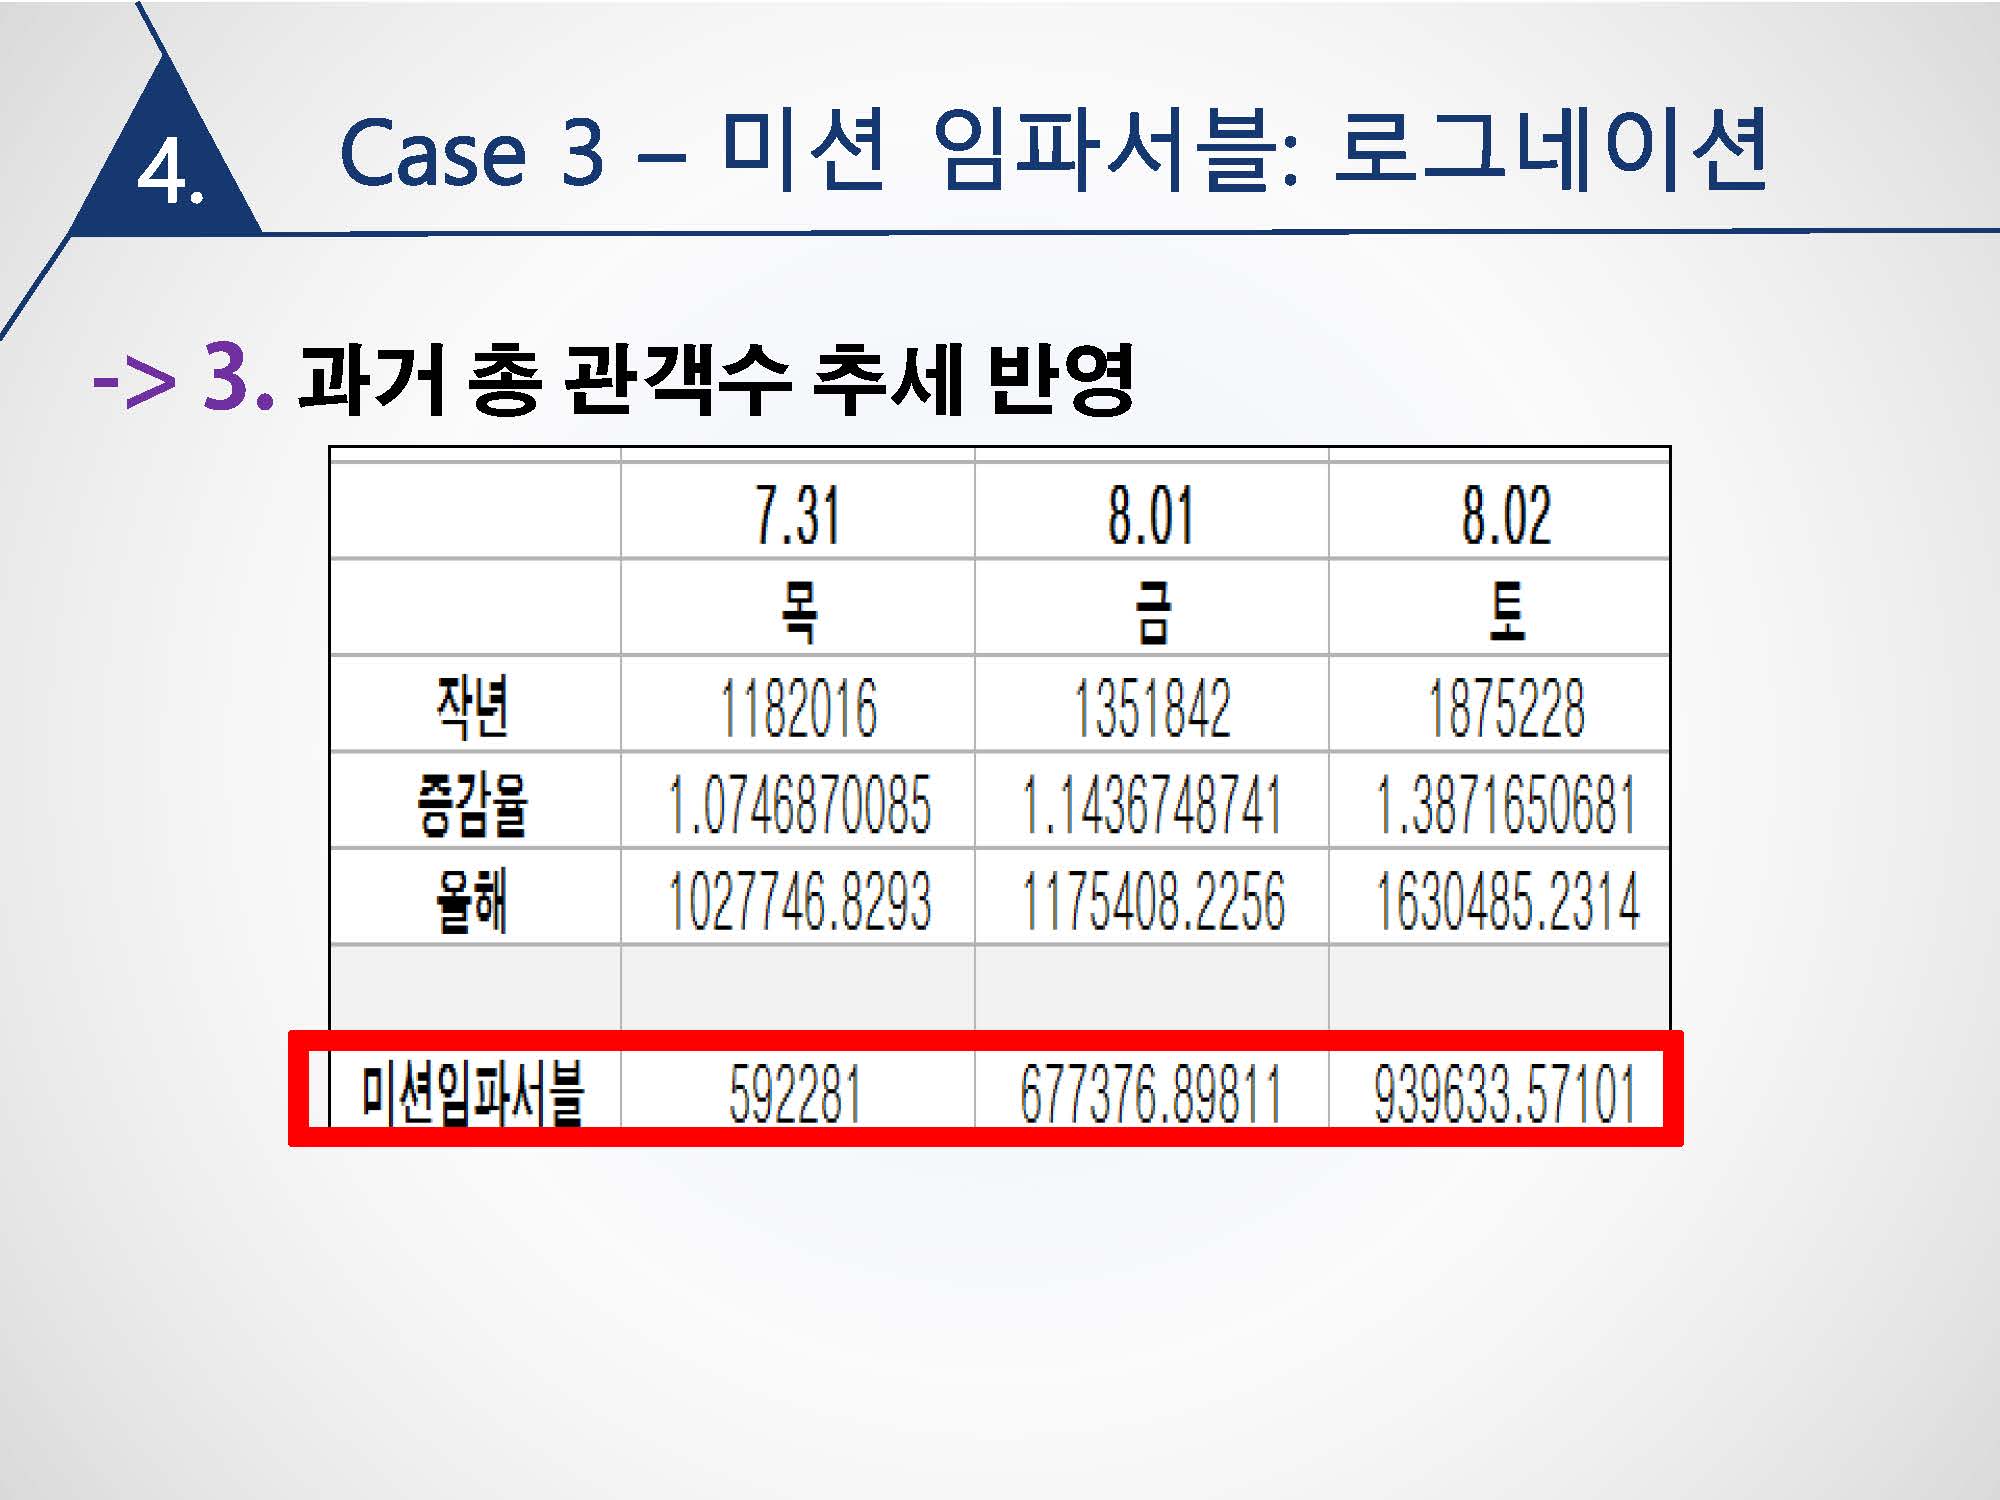 4.
Case 3 – 미션 임파서블: 로그네이션
-> 3. 과거 총 관객수 추세 반영
7.31 8.01 8.02
목 금 토
작년 1182016 1351842 1875228
증감율 1.0746870085 1.1436748741 1.3871650681
올해 1027746.8293 1175408.2256 1630485.2314
미션임파서블 592281 677376.89811 939633.57101